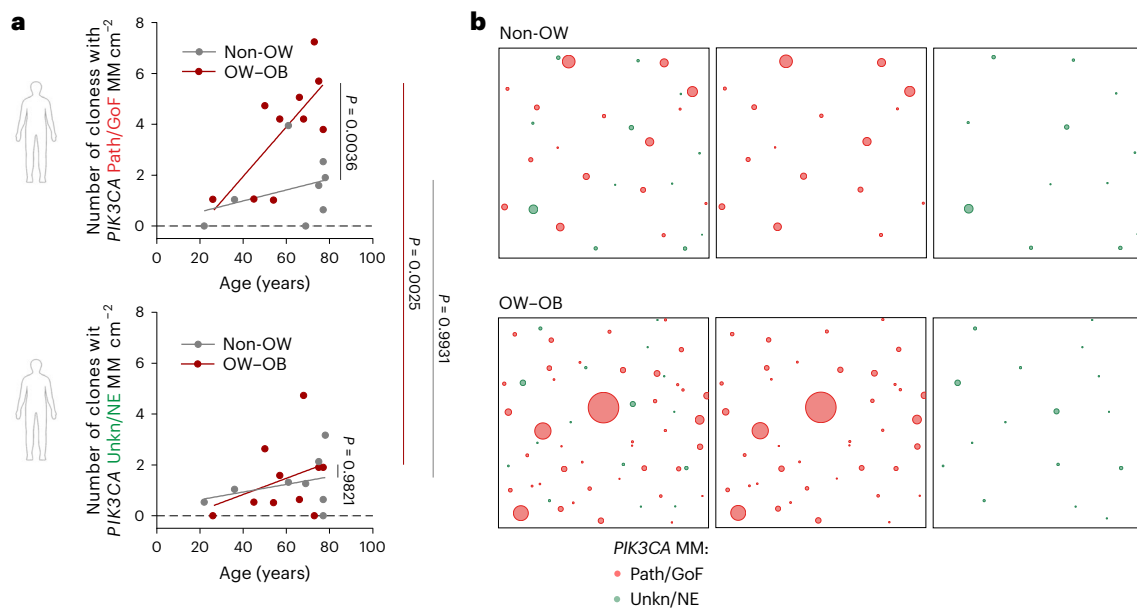 a
Number of cloness with
PIK3CA Path/GoF MM cm⁻²
8
6
4
2
0
Non-OW
OW–OB
P = 0.0036
0 20 40 60 80 100
Age (years)
Number of clones wit
PIK3CA Unkn/NE MM cm⁻²
8
6
4
2
0
Non-OW
OW–OB
P = 0.9821
0 20 40 60 80 100
Age (years)
P = 0.0025
P = 0.9931
b
Non-OW
OW–OB
PIK3CA MM:
Path/GoF
Unkn/NE